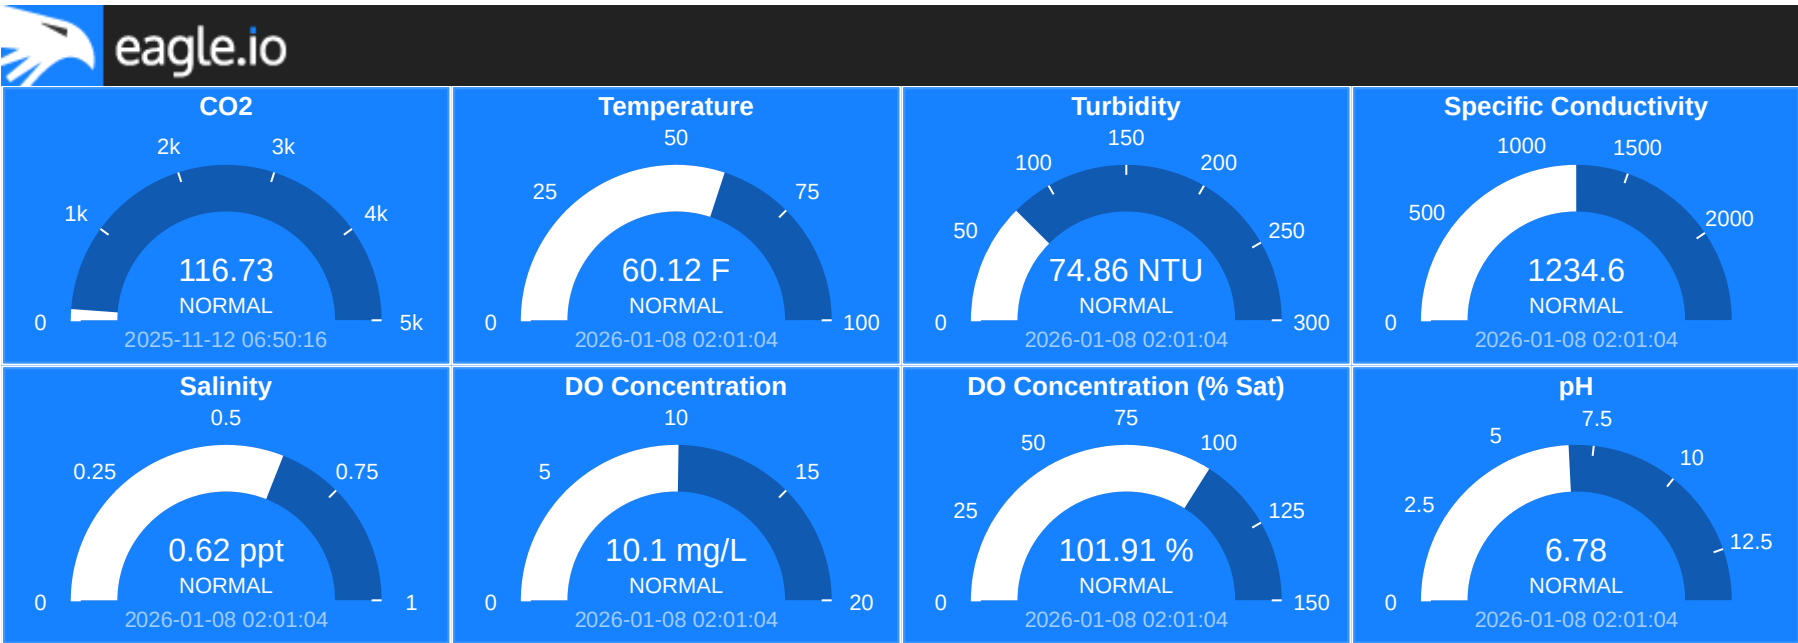 eagle.io
CO2
2k 3k
1k 4k
116.73
NORMAL
0 5k
2025-11-12 06:50:16
Temperature
50
25 75
60.12 F
NORMAL
0 100
2026-01-08 02:01:04
Turbidity
150
100 200
50 250
74.86 NTU
NORMAL
0 300
2026-01-08 02:01:04
Specific Conductivity
1000 1500
500 2000
1234.6
NORMAL
0
2026-01-08 02:01:04
Salinity
0.5
0.25 0.75
0.62 ppt
NORMAL
0 1
2026-01-08 02:01:04
DO Concentration
10
5 15
10.1 mg/L
NORMAL
0 20
2026-01-08 02:01:04
DO Concentration (% Sat)
75
50 100
25 125
101.91 %
NORMAL
0 150
2026-01-08 02:01:04
pH
7.5
5 10
2.5 12.5
6.78
NORMAL
0
2026-01-08 02:01:04